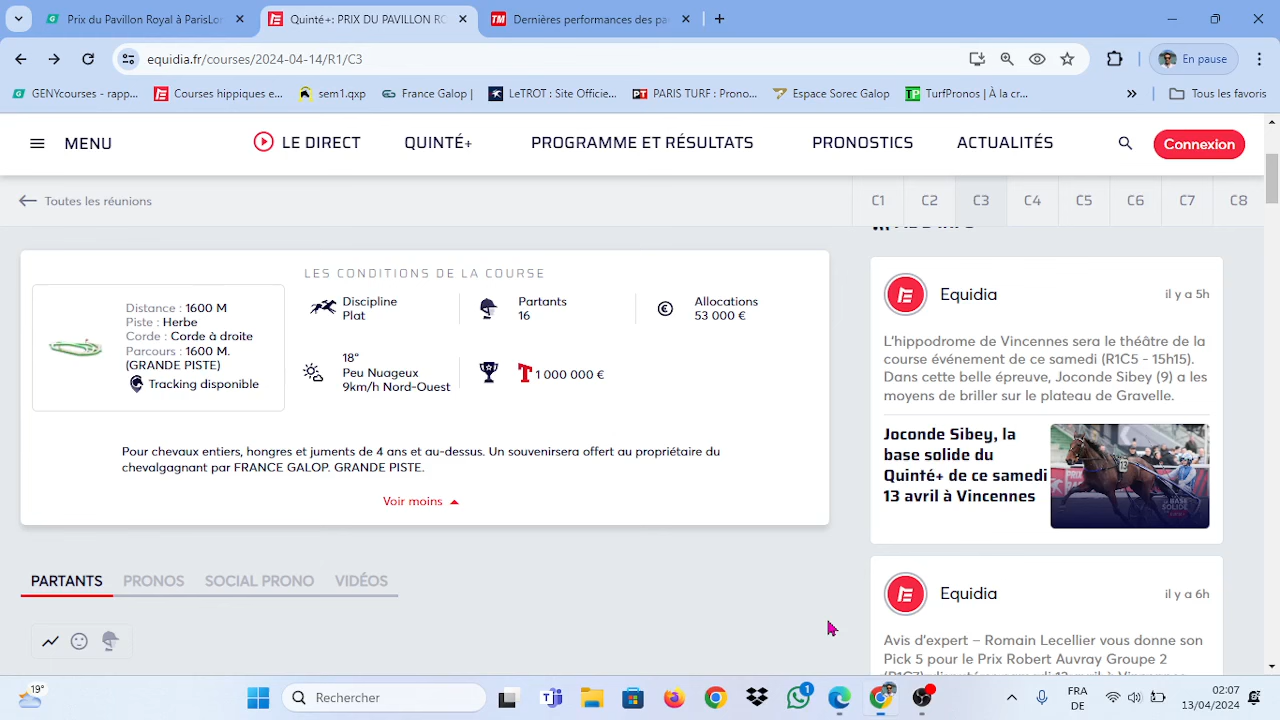 Prix du Pavillon Royal à ParisLo
Quinté+: PRIX DU PAVILLON RO
Dernières performances des pa
equidia.fr/courses/2024-04-14/R1/C3
En pause
GENYcourses - rapp...
Courses hippiques e...
sem1.qxp
France Galop |
LeTROT - Site Officie...
PARIS TURF : Prono...
Espace Sorec Galop
TurfPronos | À la cr...
Tous les favoris
MENU
LE DIRECT
QUINTÉ+
PROGRAMME ET RÉSULTATS
PRONOSTICS
ACTUALITÉS
Connexion
Toutes les réunions
C1 C2 C3 C4 C5 C6 C7 C8
LES CONDITIONS DE LA COURSE
Distance : 1600 M
Piste : Herbe
Corde : Corde à droite
Parcours : 1600 M.
(GRANDE PISTE)
Tracking disponible
Discipline
Plat
Partants
16
Allocations
53 000 €
18°
Peu Nuageux
9km/h Nord-Ouest
1 000 000 €
Pour chevaux entiers, hongres et juments de 4 ans et au-dessus. Un souvenirsera offert au propriétaire du
chevalgagnant par FRANCE GALOP. GRANDE PISTE.
Voir moins
PARTANTS
PRONOS
SOCIAL PRONO
VIDÉOS
Equidia
il y a 5h
L'hippodrome de Vincennes sera le théâtre de la
course événement de ce samedi (R1C5 - 15h15),
Dans cette belle épreuve, Joconde Sibey (9) a les
moyens de briller sur le plateau de Gravelle.
Joconde Sibey, la
base solide du
Quinté+ de ce samedi
13 avril à Vincennes
BASE
SOLIDE
Equidia
il y a 6h
Avis d'expert – Romain Lecellier vous donne son
Pick 5 pour le Prix Robert Auvray Groupe 2
19°
Rechercher
1
FRA
DE
02:07
13/04/2024